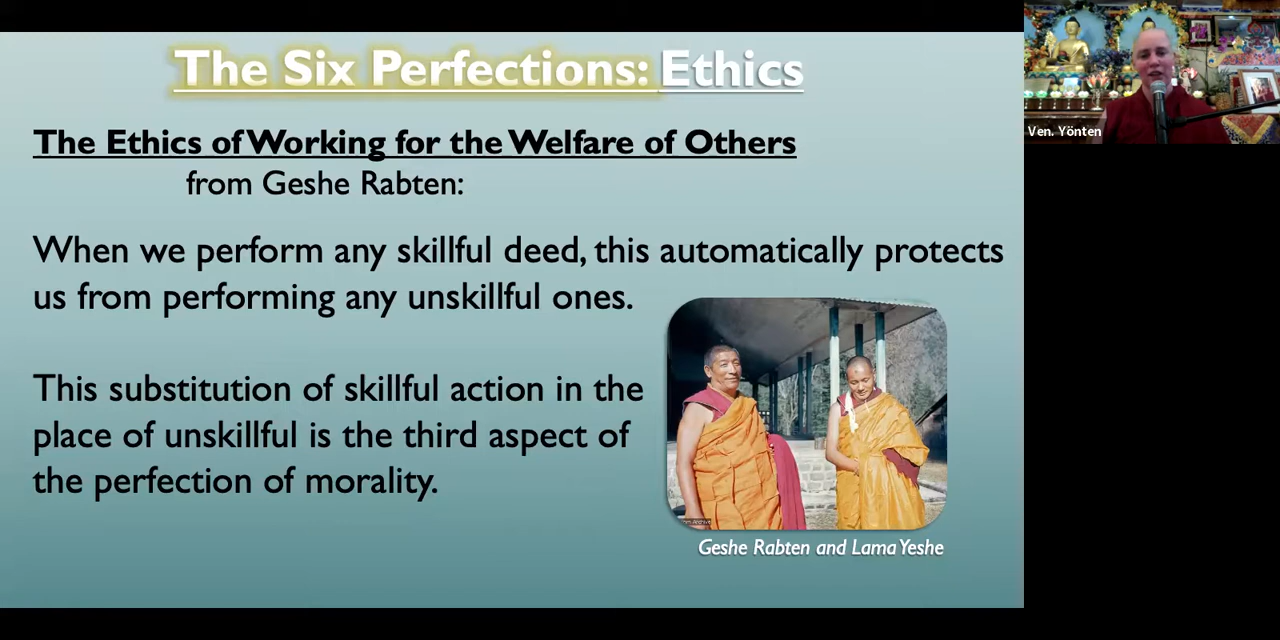 The Six Perfections: Ethics
The Ethics of Working for the Welfare of Others
from Geshe Rabten:
When we perform any skillful deed, this automatically protects
us from performing any unskillful ones.
This substitution of skillful action in the
place of unskillful is the third aspect of
the perfection of morality.
Geshe Rabten and Lama Yeshe
Ven. Yönten